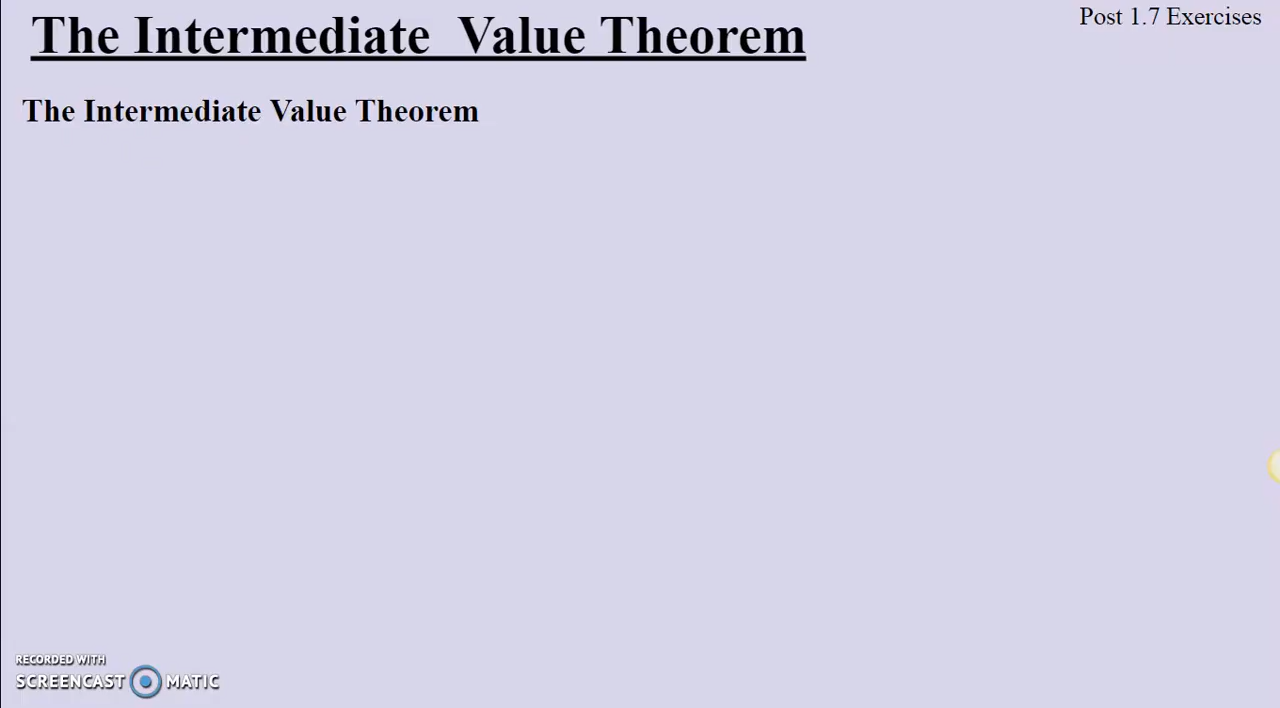 The Intermediate Value Theorem
Post 1.7 Exercises
The Intermediate Value Theorem
RECORDED WITH
SCREENCAST MATIC